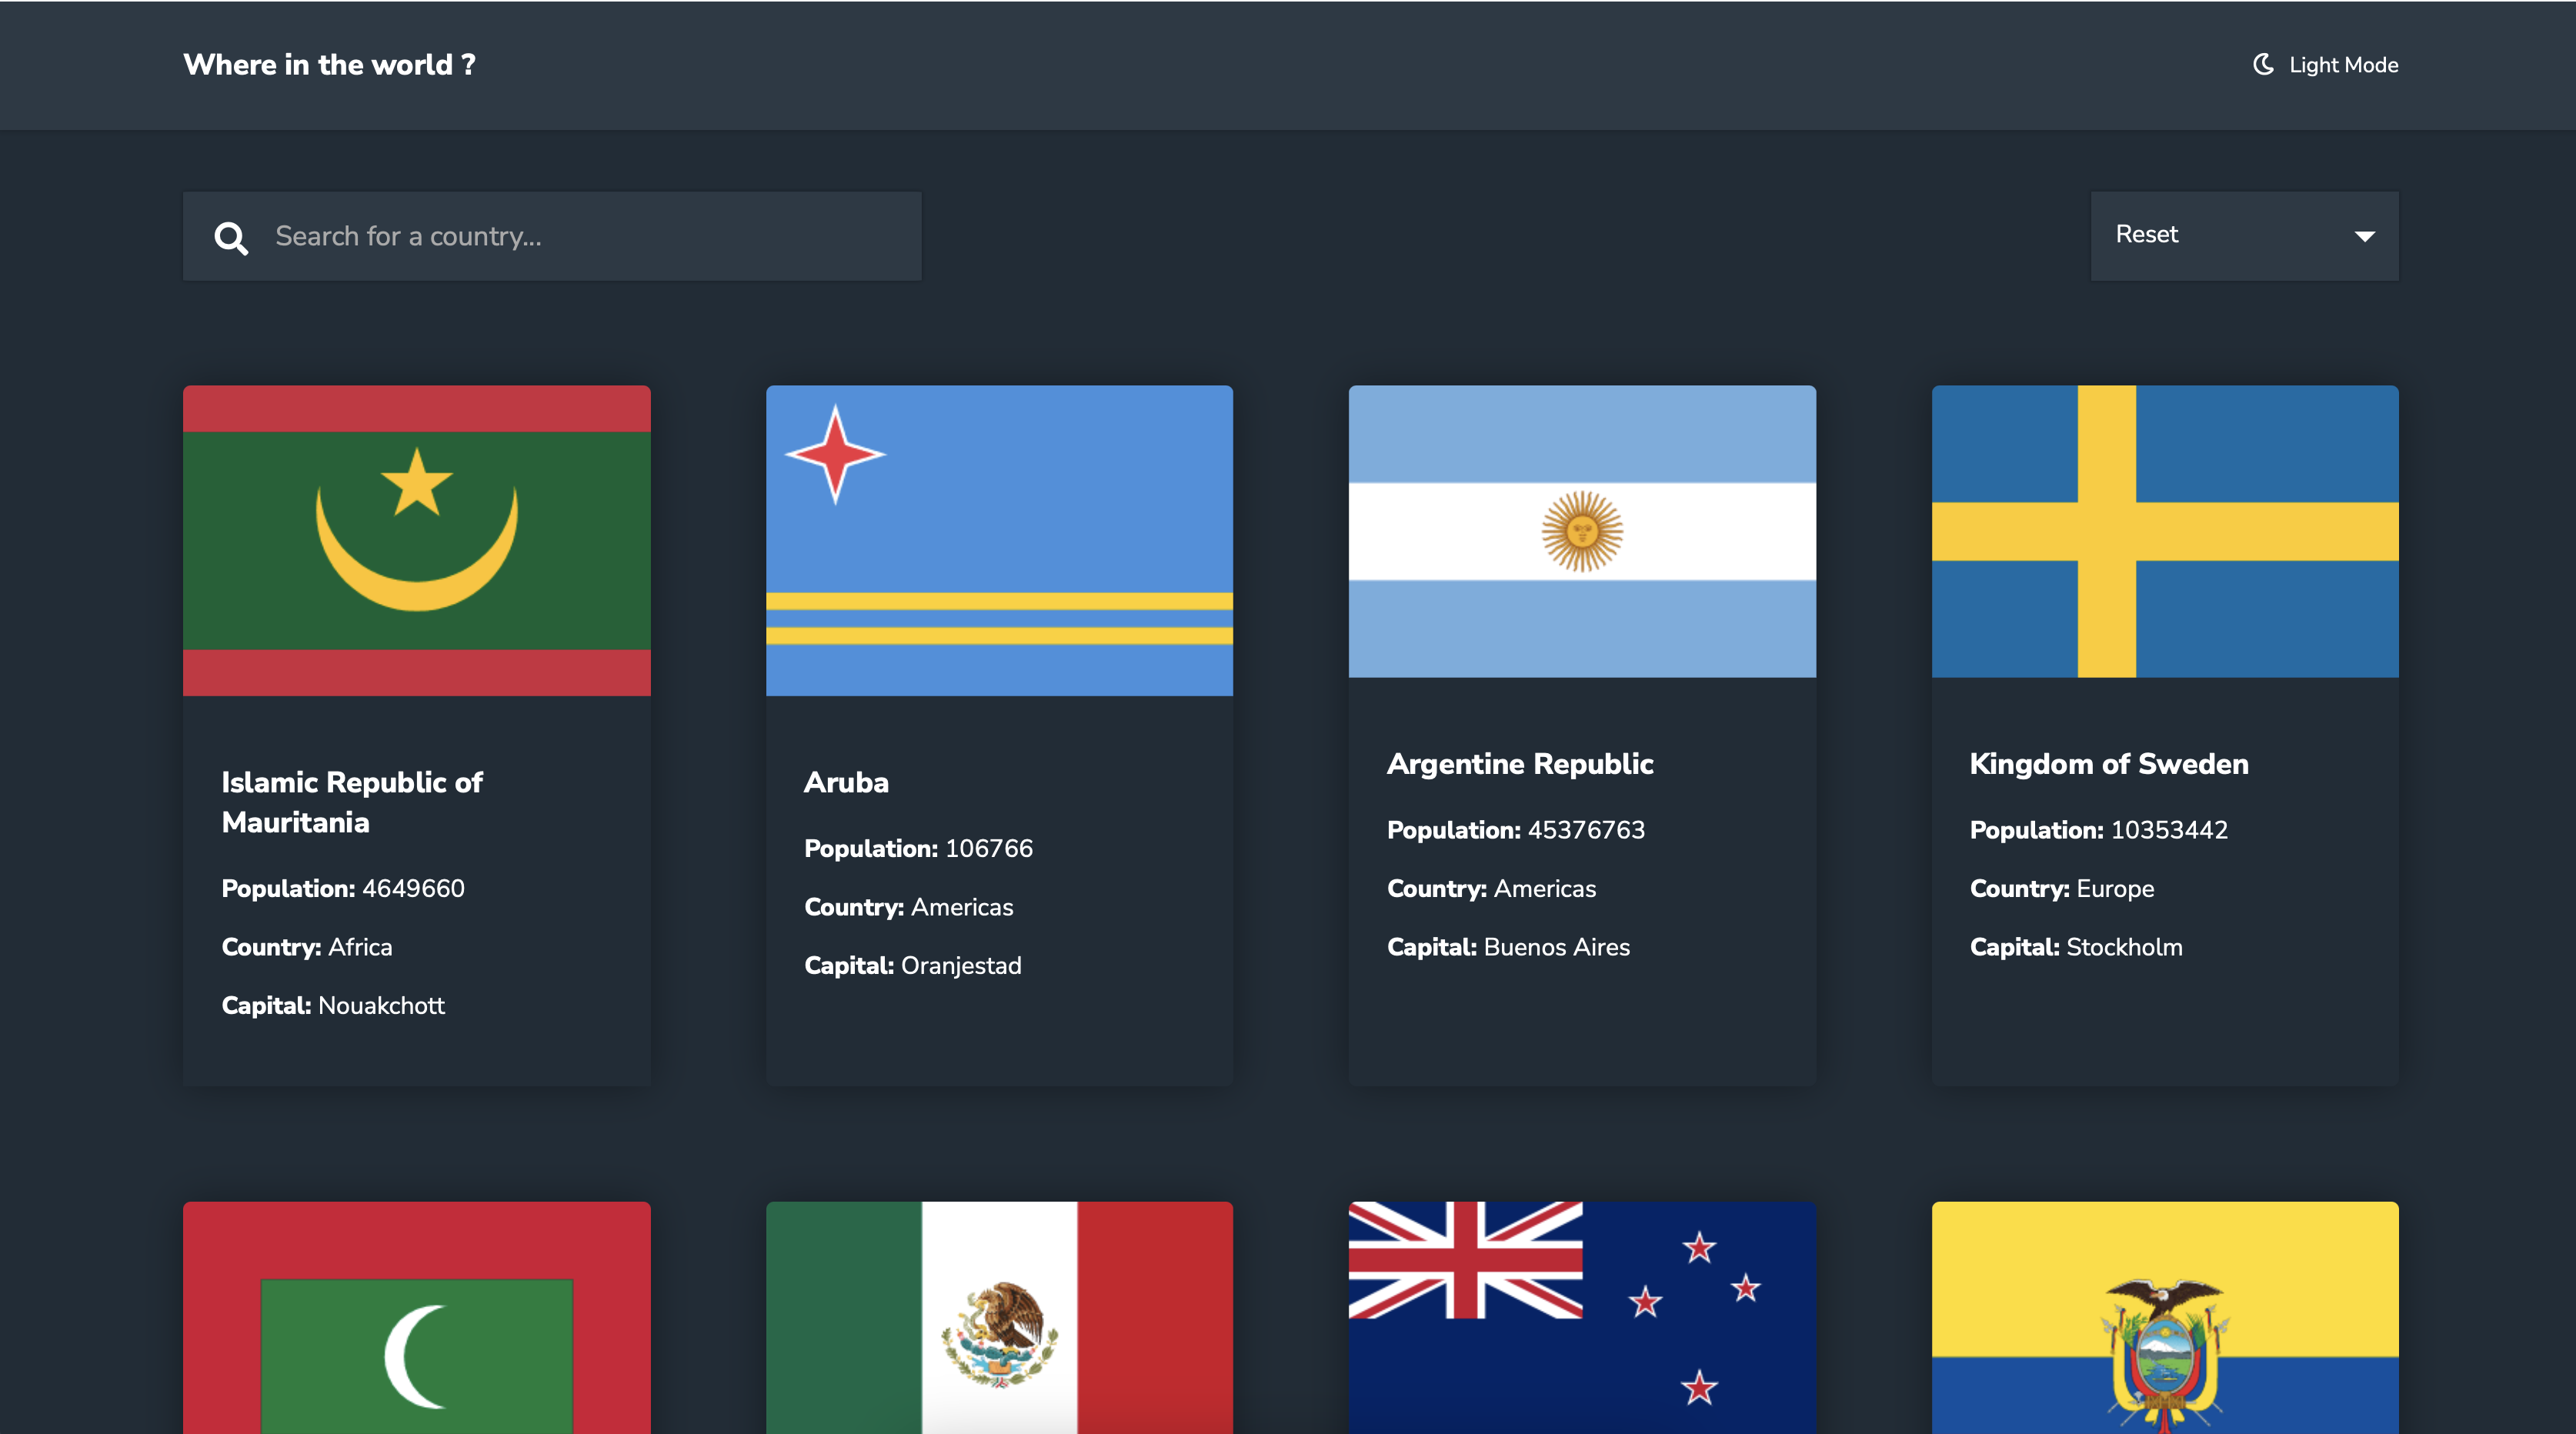 Where in the world ?
Light Mode
Search for a country...
Reset
Islamic Republic of
Mauritania
Population: 4649660
Country: Africa
Capital: Nouakchott
Aruba
Population: 106766
Country: Americas
Capital: Oranjestad
Argentine Republic
Population: 45376763
Country: Americas
Capital: Buenos Aires
Kingdom of Sweden
Population: 10353442
Country: Europe
Capital: Stockholm